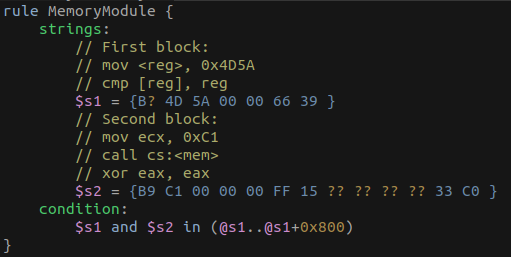 rule MemoryModule {
    strings:
        // First block:
        // mov <reg>, 0x4D5A
        // cmp [reg], reg
        $s1 = {B? 4D 5A 00 00 66 39 }
        // Second block:
        // mov ecx, 0xC1
        // call cs:<mem>
        // xor eax, eax
        $s2 = {B9 C1 00 00 00 FF 15 ?? ?? ?? ?? 33 C0 }
    condition:
        $s1 and $s2 in (@s1..@s1+0x800)
}